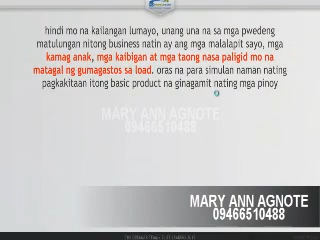 hindi mo na kailangan lumayo, unang una na sa mga pwedeng
matulungan nitong business natin ay ang mga malalapit sayo, mga
kamag anak, mga kaibigan at mga taong nasa paligid mo na
matagal ng gumagastos sa load. oras na para simulan naman nating
pagkakitaan itong basic product na ginagamit nating mga pinoy
MARY ANN AGNOTE
09466510488
MARY ANN AGNOTE
09466510488